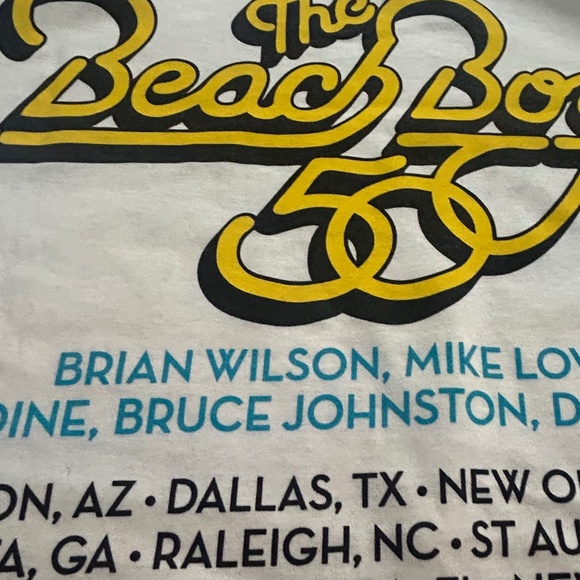 The
Beach Bo
50
BRIAN WILSON, MIKE LOV
DINE, BRUCE JOHNSTON, D
ON, AZ • DALLAS, TX • NEW O
A, GA • RALEIGH, NC • ST AU